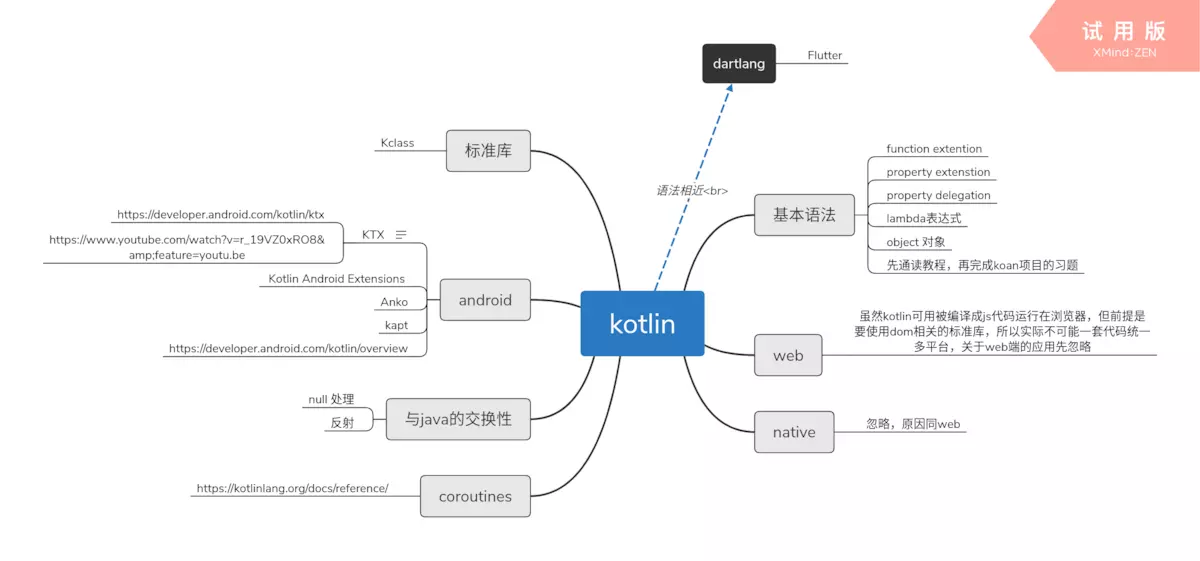 试用版
XMind:ZEN
dartlang
Flutter
语法相近<br>
kotlin
标准库
Kclass
android
KTX
https://developer.android.com/kotlin/ktx
https://www.youtube.com/watch?v=r_19VZ0xRO8&
amp;feature=youtu.be
Kotlin Android Extensions
Anko
kapt
https://developer.android.com/kotlin/overview
与java的交换性
null 处理
反射
coroutines
https://kotlinlang.org/docs/reference/
基本语法
function extention
property extenstion
property delegation
lambda表达式
object 对象
先通读教程，再完成koan项目的习题
web
虽然kotlin可用被编译成js代码运行在浏览器，但前提是
要使用dom相关的标准库，所以实际不可能一套代码统一
多平台，关于web端的应用先忽略
native
忽略，原因同web